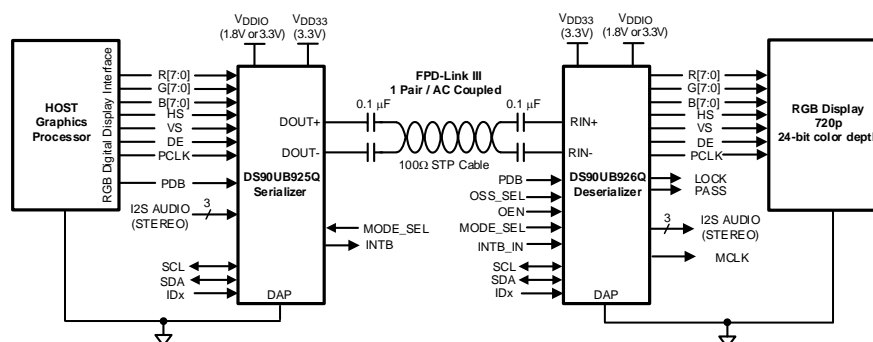 VDDIO
(1.8V or 3.3V)
VDD33
(3.3V)
FPD-Link III
1 Pair / AC Coupled
VDD33
(3.3V)
VDDIO
(1.8V or 3.3V)
HOST
Graphics
Processor
RGB Digital Display Interface
R[7:0]
G[7:0]
B[7:0]
HS
VS
DE
PCLK
PDB
I2S AUDIO
(STEREO)
3
SCL
SDA
IDx
DOUT+
DOUT-
DS90UB925Q
Serializer
DAP
MODE_SEL
INTB
0.1 μF
0.1 μF
100Ω STP Cable
PDB
OSS_SEL
OEN
MODE_SEL
INTB_IN
SCL
SDA
IDx
RIN+
RIN-
DS90UB926Q
Deserializer
DAP
R[7:0]
G[7:0]
B[7:0]
HS
VS
DE
PCLK
LOCK
PASS
3
I2S AUDIO
(STEREO)
MCLK
RGB Display
720p
24-bit color depth